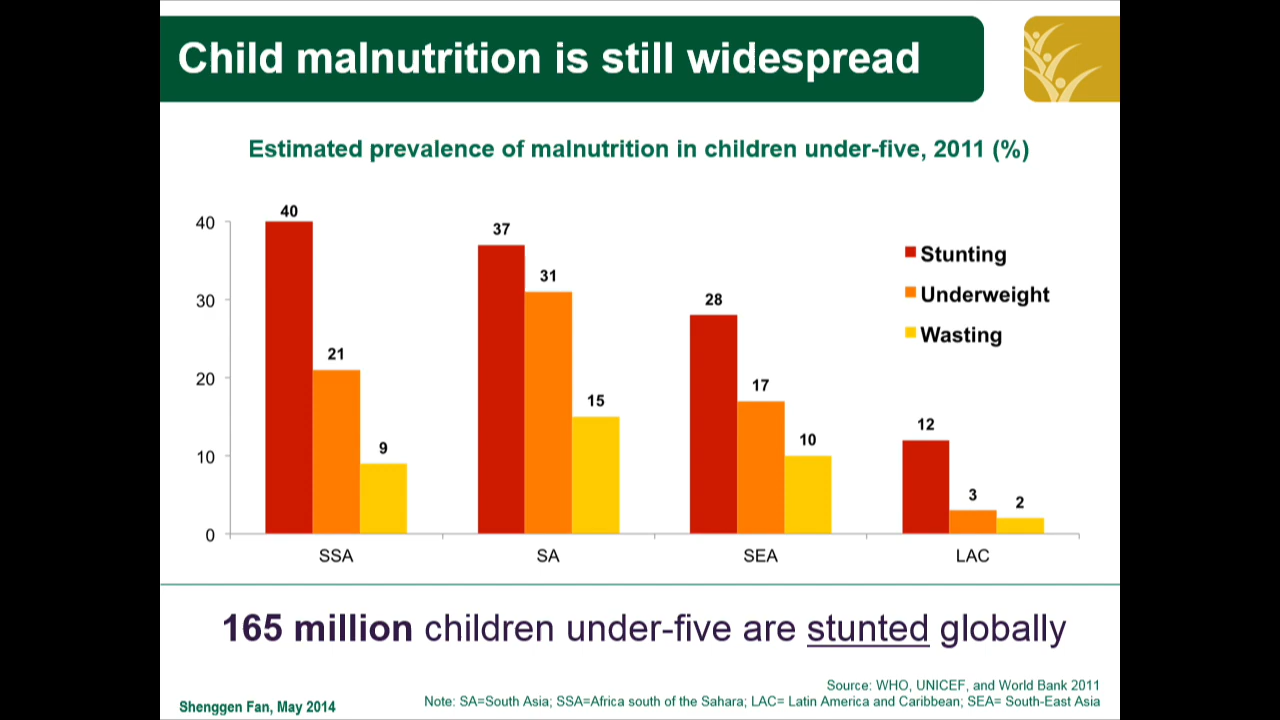 Child malnutrition is still widespread
Estimated prevalence of malnutrition in children under-five, 2011 (%)
40
30
20
10
0
40
21
9
37
31
15
28
17
10
12
3
2
Stunting
Underweight
Wasting
SSA
SA
SEA
LAC
165 million children under-five are stunted globally
Source: WHO, UNICEF, and World Bank 2011
Note: SA=South Asia; SSA=Africa south of the Sahara; LAC= Latin America and Caribbean; SEA= South-East Asia
Shenggen Fan, May 2014